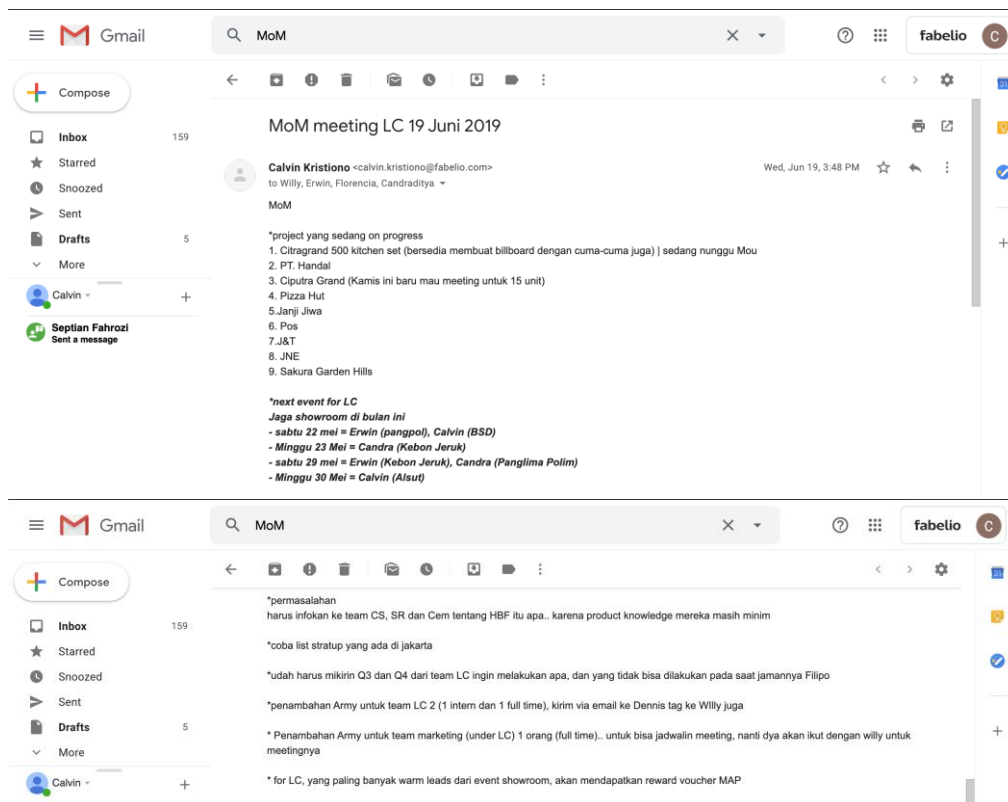 Gmail
MoM
fabelio
C
Compose
31
MoM meeting LC 19 Juni 2019
Inbox 159
Starred
Snoozed
Sent
Drafts 5
More
Calvin
Septian Fahrozi
Sent a message
Calvin Kristiono <calvin.kristiono@fabelio.com> Wed, Jun 19, 3:48 PM
to Willy, Erwin, Florencia, Candraditya
MoM
*project yang sedang on progress
1. Citragrand 500 kitchen set (bersedia membuat billboard dengan cuma-cuma juga) | sedang nunggu Mou
2. PT. Handal
3. Ciputra Grand (Kamis ini baru mau meeting untuk 15 unit)
4. Pizza Hut
5.Janji Jiwa
6. Pos
7.J&T
8. JNE
9. Sakura Garden Hills
*next event for LC
Jaga showroom di bulan ini
- sabtu 22 mei = Erwin (pangpol), Calvin (BSD)
- Minggu 23 Mei = Candra (Kebon Jeruk)
- sabtu 29 mei = Erwin (Kebon Jeruk), Candra (Panglima Polim)
- Minggu 30 Mei = Calvin (Alsut)
Gmail
MoM
fabelio
C
Compose
31
Inbox 159
Starred
Snoozed
Sent
Drafts 5
More
Calvin
*permasalahan
harus infokan ke team CS, SR dan Cem tentang HBF itu apa.. karena product knowledge mereka masih minim
*coba list stratup yang ada di jakarta
*udah harus mikirin Q3 dan Q4 dari team LC ingin melakukan apa, dan yang tidak bisa dilakukan pada saat jamannya Filipo
*penambahan Army untuk team LC 2 (1 intern dan 1 full time), kirim via email ke Dennis tag ke WIlly juga
* Penambahan Army untuk team marketing (under LC) 1 orang (full time).. untuk bisa jadwalin meeting, nanti dya akan ikut dengan willy untuk
meetingnya
* for LC, yang paling banyak warm leads dari event showroom, akan mendapatkan reward voucher MAP